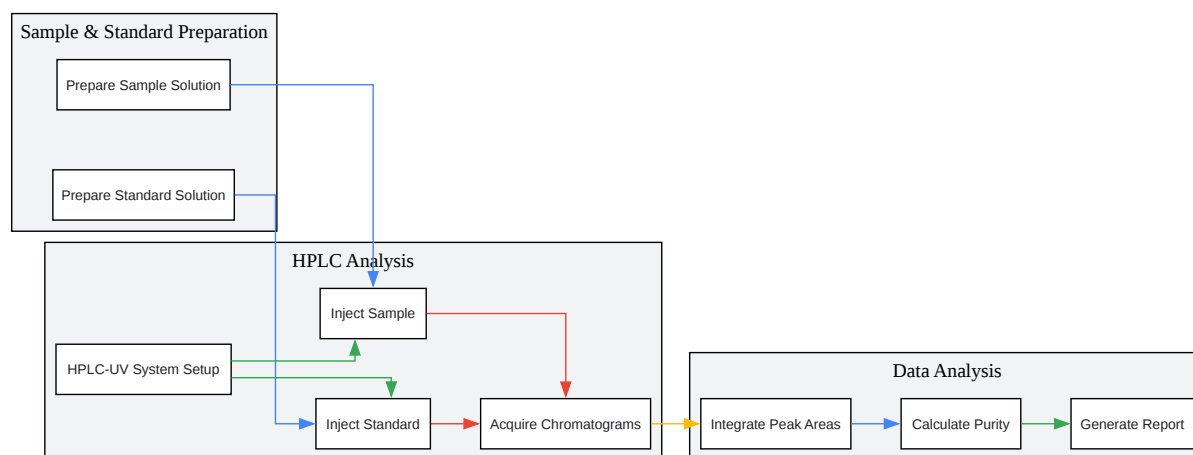 Sample & Standard Preparation
Prepare Sample Solution
Prepare Standard Solution
HPLC Analysis
Inject Sample
HPLC-UV System Setup
Inject Standard
Acquire Chromatograms
Data Analysis
Integrate Peak Areas
Calculate Purity
Generate Report